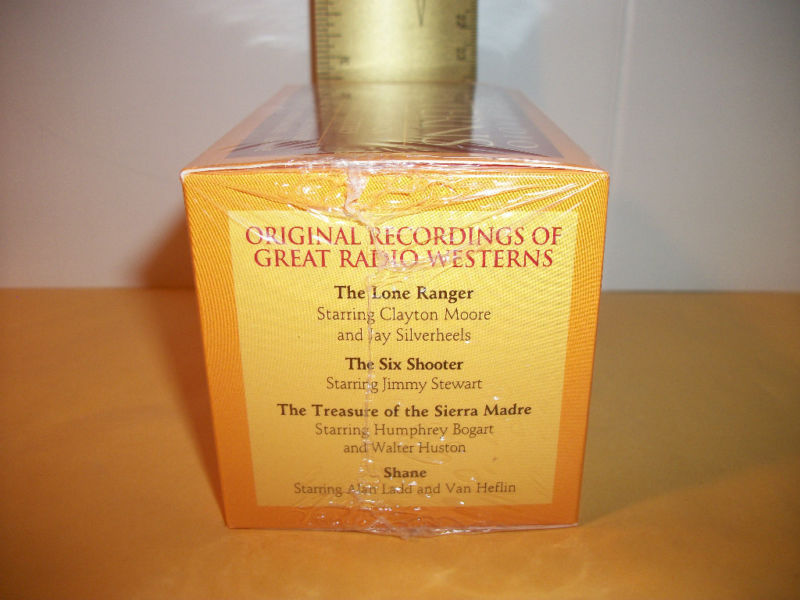 ORIGINAL RECORDINGS OF
GREAT RADIO WESTERNS
The Lone Ranger
Starring Clayton Moore
and Jay Silverheels
The Six Shooter
Starring Jimmy Stewart
The Treasure of the Sierra Madre
Starring Humphrey Bogart
and Walter Huston
Shane
Starring Alan Ladd and Van Heflin